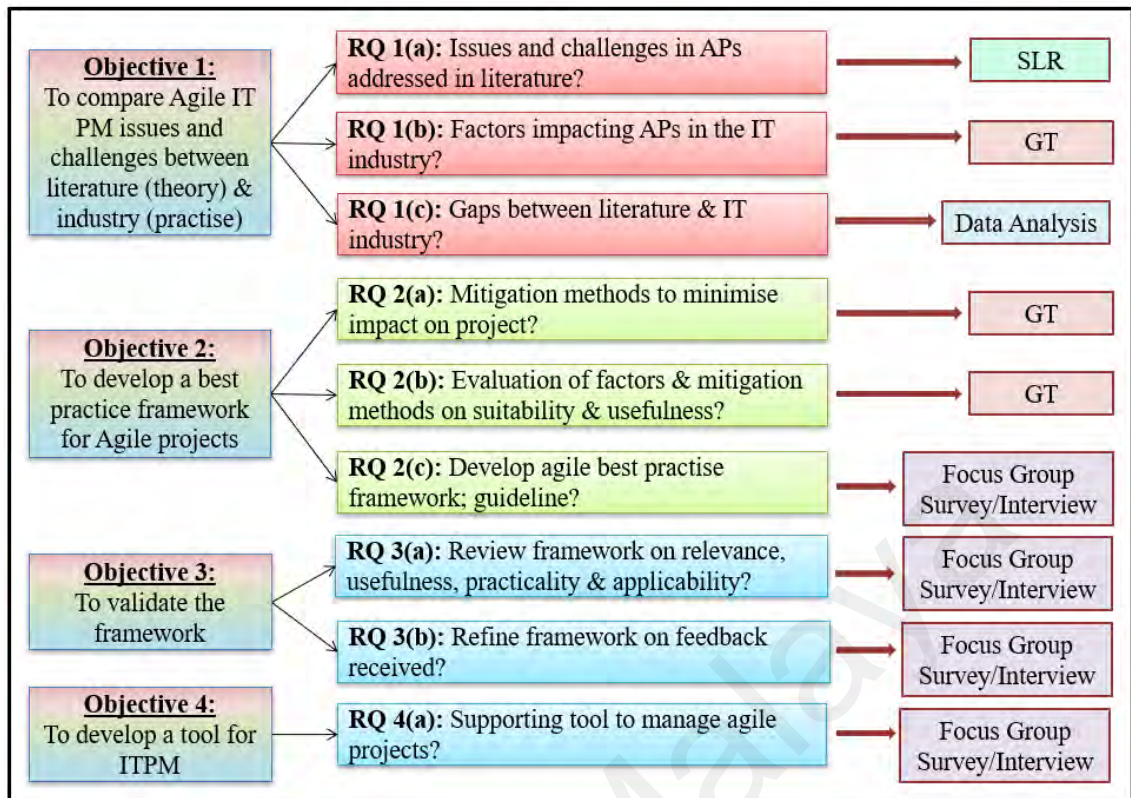 Objective 1:
To compare Agile IT
PM issues and
challenges between
literature (theory) &
industry (practise)
RQ 1(a): Issues and challenges in APs
addressed in literature?
SLR
RQ 1(b): Factors impacting APs in the IT
industry?
GT
RQ 1(c): Gaps between literature & IT
industry?
Data Analysis
Objective 2:
To develop a best
practice framework
for Agile projects
RQ 2(a): Mitigation methods to minimise
impact on project?
GT
RQ 2(b): Evaluation of factors & mitigation
methods on suitability & usefulness?
GT
RQ 2(c): Develop agile best practise
framework; guideline?
Focus Group
Survey/Interview
Objective 3:
To validate the
framework
RQ 3(a): Review framework on relevance,
usefulness, practicality & applicability?
Focus Group
Survey/Interview
RQ 3(b): Refine framework on feedback
received?
Focus Group
Survey/Interview
Objective 4:
To develop a tool for
ITPM
RQ 4(a): Supporting tool to manage agile
projects?
Focus Group
Survey/Interview
Malaya